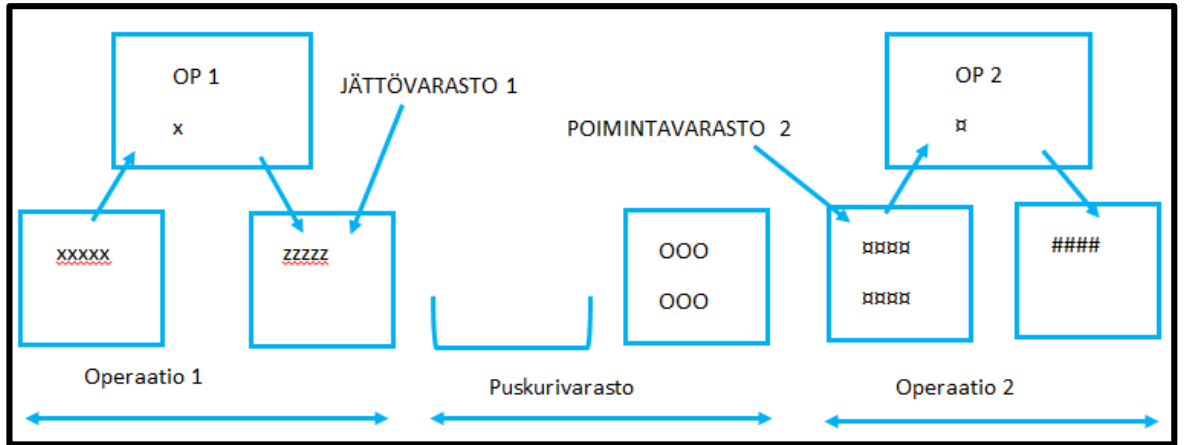 OP 1
x
JÄTTÖVARASTO 1
POIMINTAVARASTO 2
OP 2
¤
xxxxx
zzzzz
OOO
OOO
¤¤¤¤
¤¤¤¤
####
Operaatio 1
Puskurivarasto
Operaatio 2